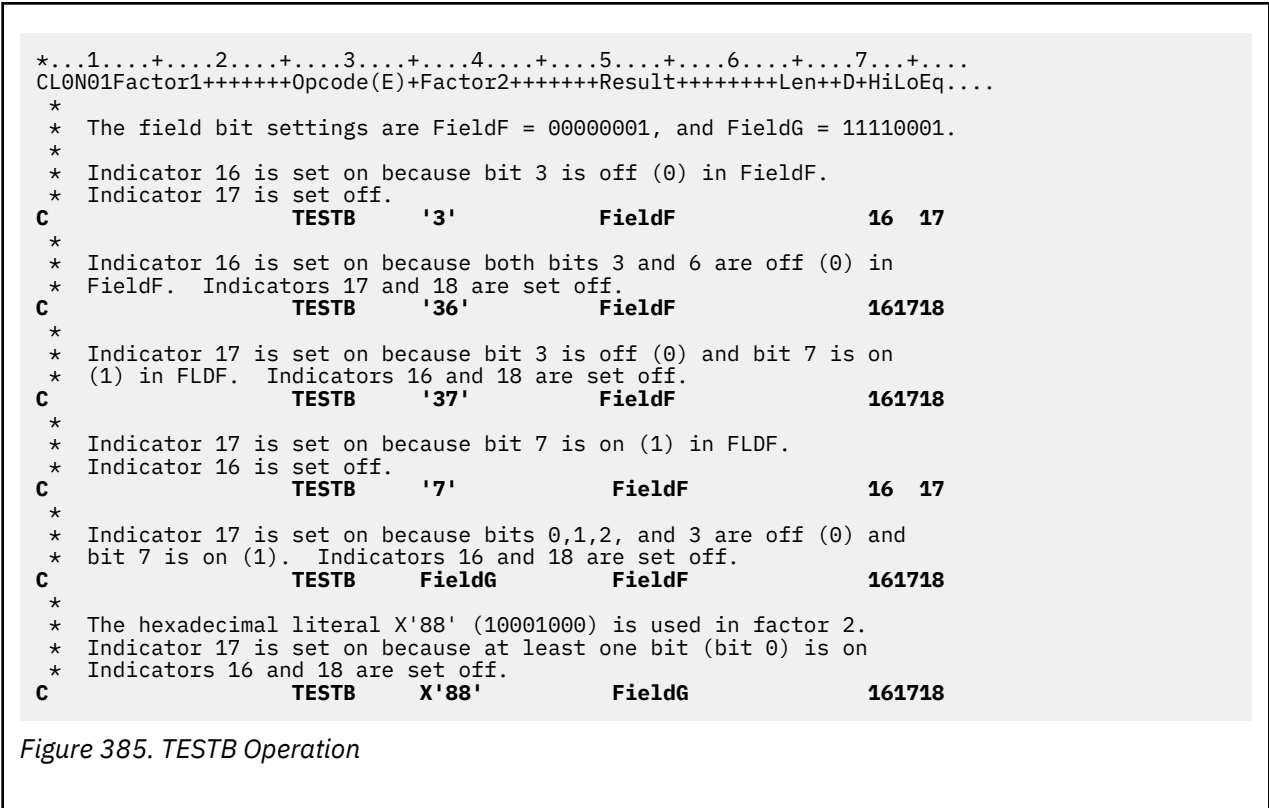 *...1....+....2....+....3....+....4....+....5....+....6....+....7...+....
CL0N01Factor1+++++++Opcode(E)+Factor2+++++++Result++++++++Len++D+HiLoEq....
 *
 *  The field bit settings are FieldF = 00000001, and FieldG = 11110001.
 *
 *  Indicator 16 is set on because bit 3 is off (0) in FieldF.
 *  Indicator 17 is set off.
C                   TESTB     '3'           FieldF                   16  17
 *
 *  Indicator 16 is set on because both bits 3 and 6 are off (0) in
 *  FieldF.  Indicators 17 and 18 are set off.
C                   TESTB     '36'          FieldF                   161718
 *
 *  Indicator 17 is set on because bit 3 is off (0) and bit 7 is on
 *  (1) in FLDF.  Indicators 16 and 18 are set off.
C                   TESTB     '37'          FieldF                   161718
 *
 *  Indicator 17 is set on because bit 7 is on (1) in FLDF.
 *  Indicator 16 is set off.
C                   TESTB     '7'            FieldF                  16  17
 *
 *  Indicator 17 is set on because bits 0,1,2, and 3 are off (0) and
 *  bit 7 is on (1).  Indicators 16 and 18 are set off.
C                   TESTB     FieldG         FieldF                  161718
 *
 *  The hexadecimal literal X'88' (10001000) is used in factor 2.
 *  Indicator 17 is set on because at least one bit (bit 0) is on
 *  Indicators 16 and 18 are set off.
C                   TESTB     X'88'          FieldG                  161718
Figure 385. TESTB Operation